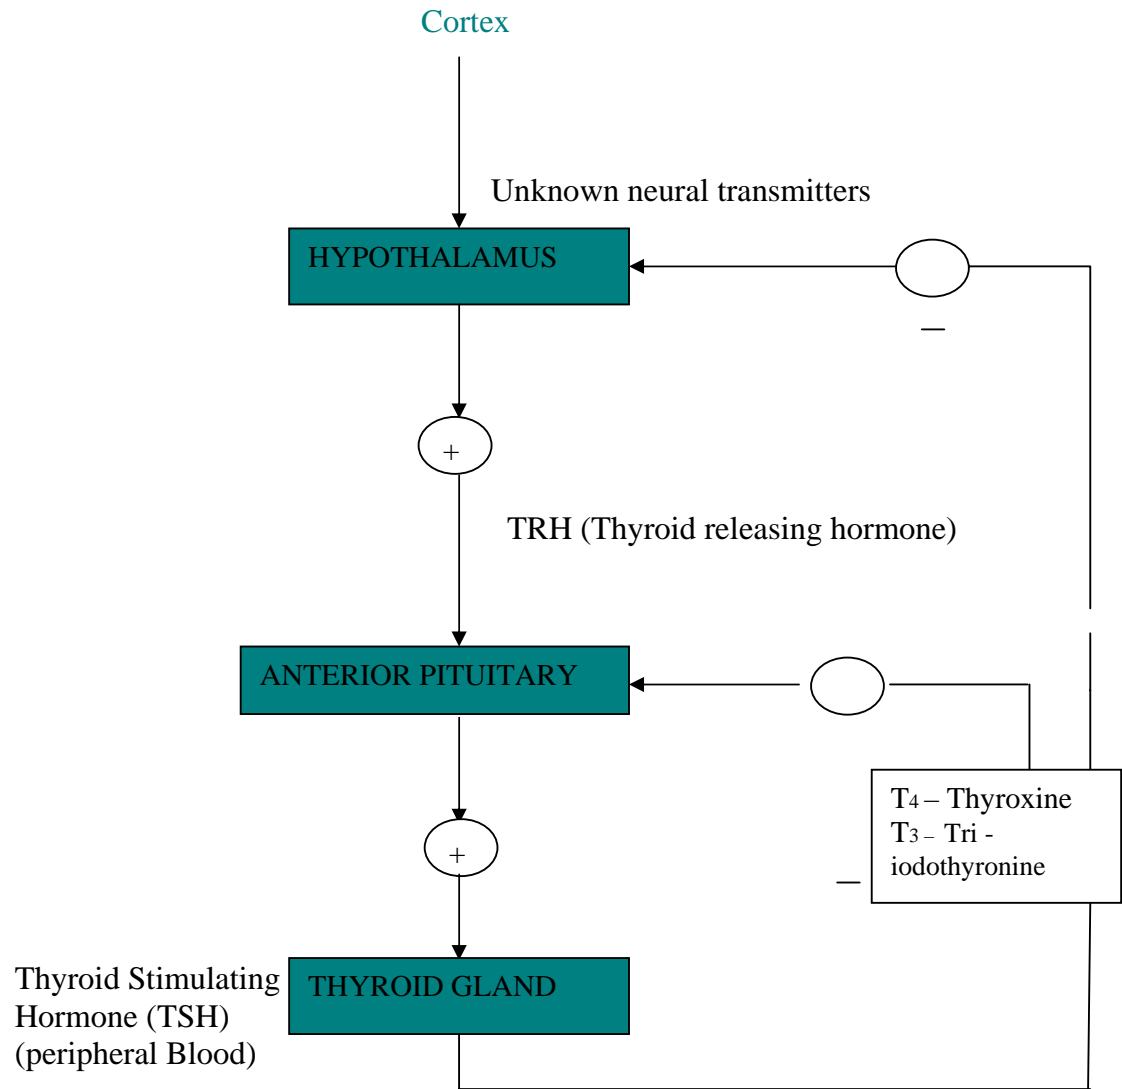 Cortex
Unknown neural transmitters
HYPOTHALAMUS
–
+
TRH (Thyroid releasing hormone)
ANTERIOR PITUITARY
T4 – Thyroxine
T3 – Tri -
iodothyronine
+
–
Thyroid Stimulating
Hormone (TSH)
(peripheral Blood)
THYROID GLAND